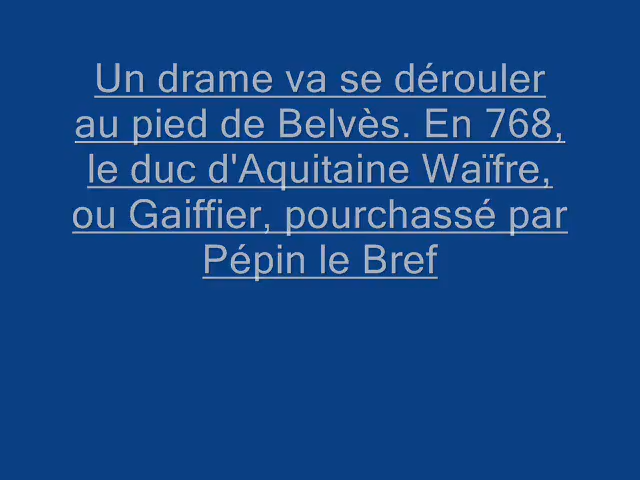 Un drame va se dérouler
au pied de Belvès. En 768,
le duc d'Aquitaine Waïfre,
ou Gaiffier, pourchassé par
Pépin le Bref